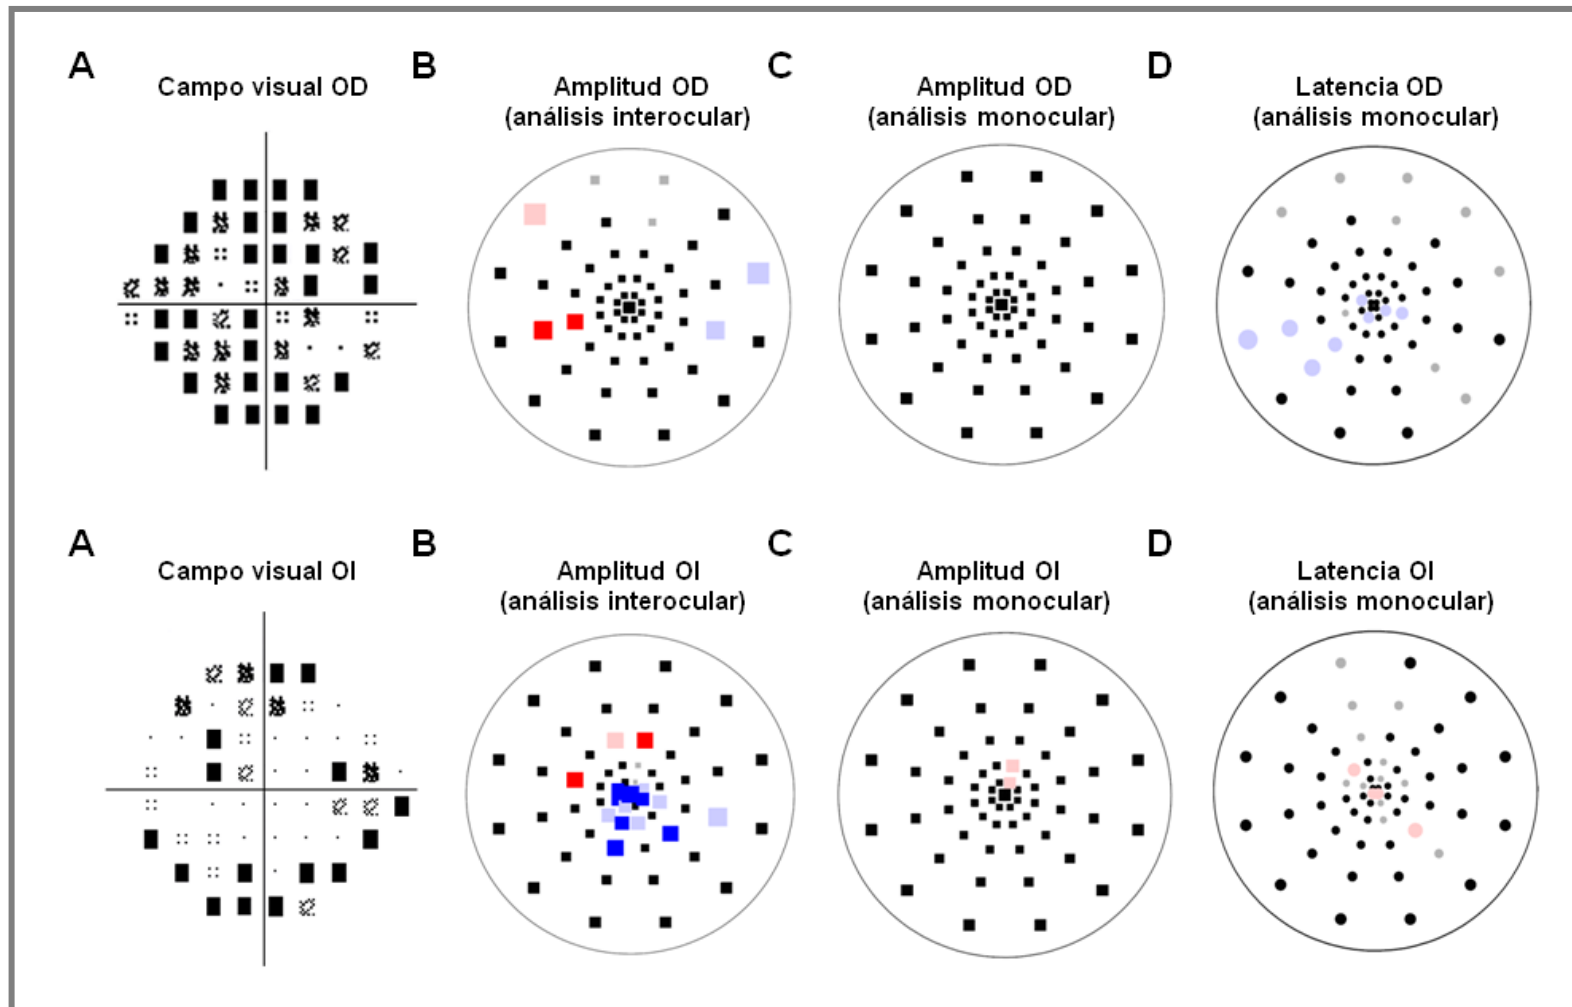 A
Campo visual OD
B
Amplitud OD
(análisis interocular)
C
Amplitud OD
(análisis monocular)
D
Latencia OD
(análisis monocular)
A
Campo visual OI
B
Amplitud OI
(análisis interocular)
C
Amplitud OI
(análisis monocular)
D
Latencia OI
(análisis monocular)